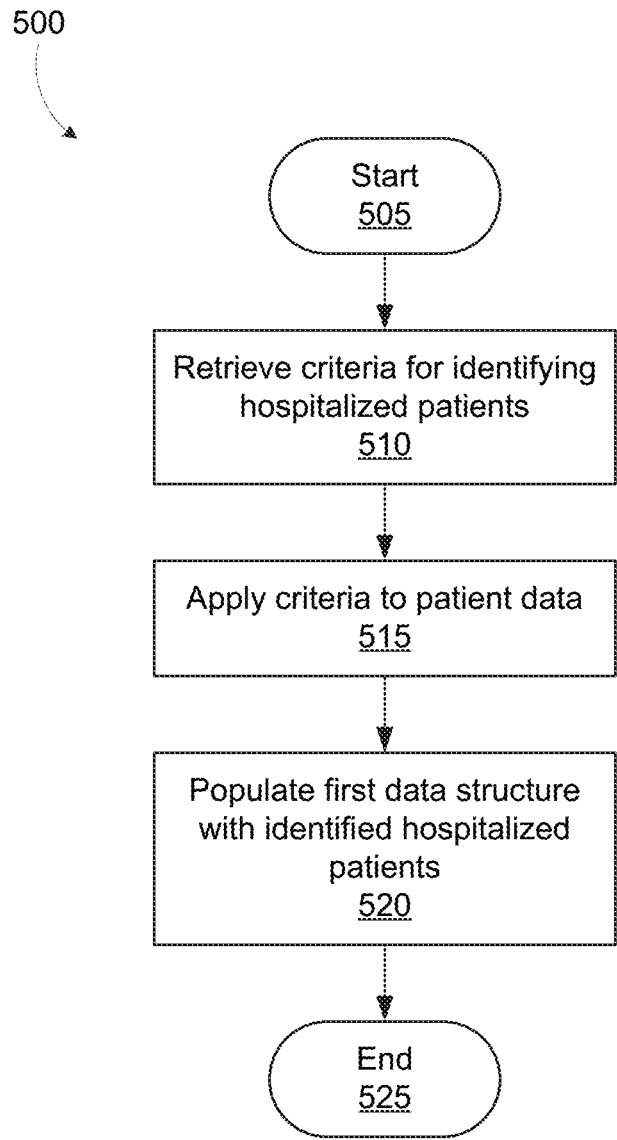 500
Start
505
Retrieve criteria for identifying
hospitalized patients
510
Apply criteria to patient data
515
Populate first data structure
with identified hospitalized
patients
520
End
525